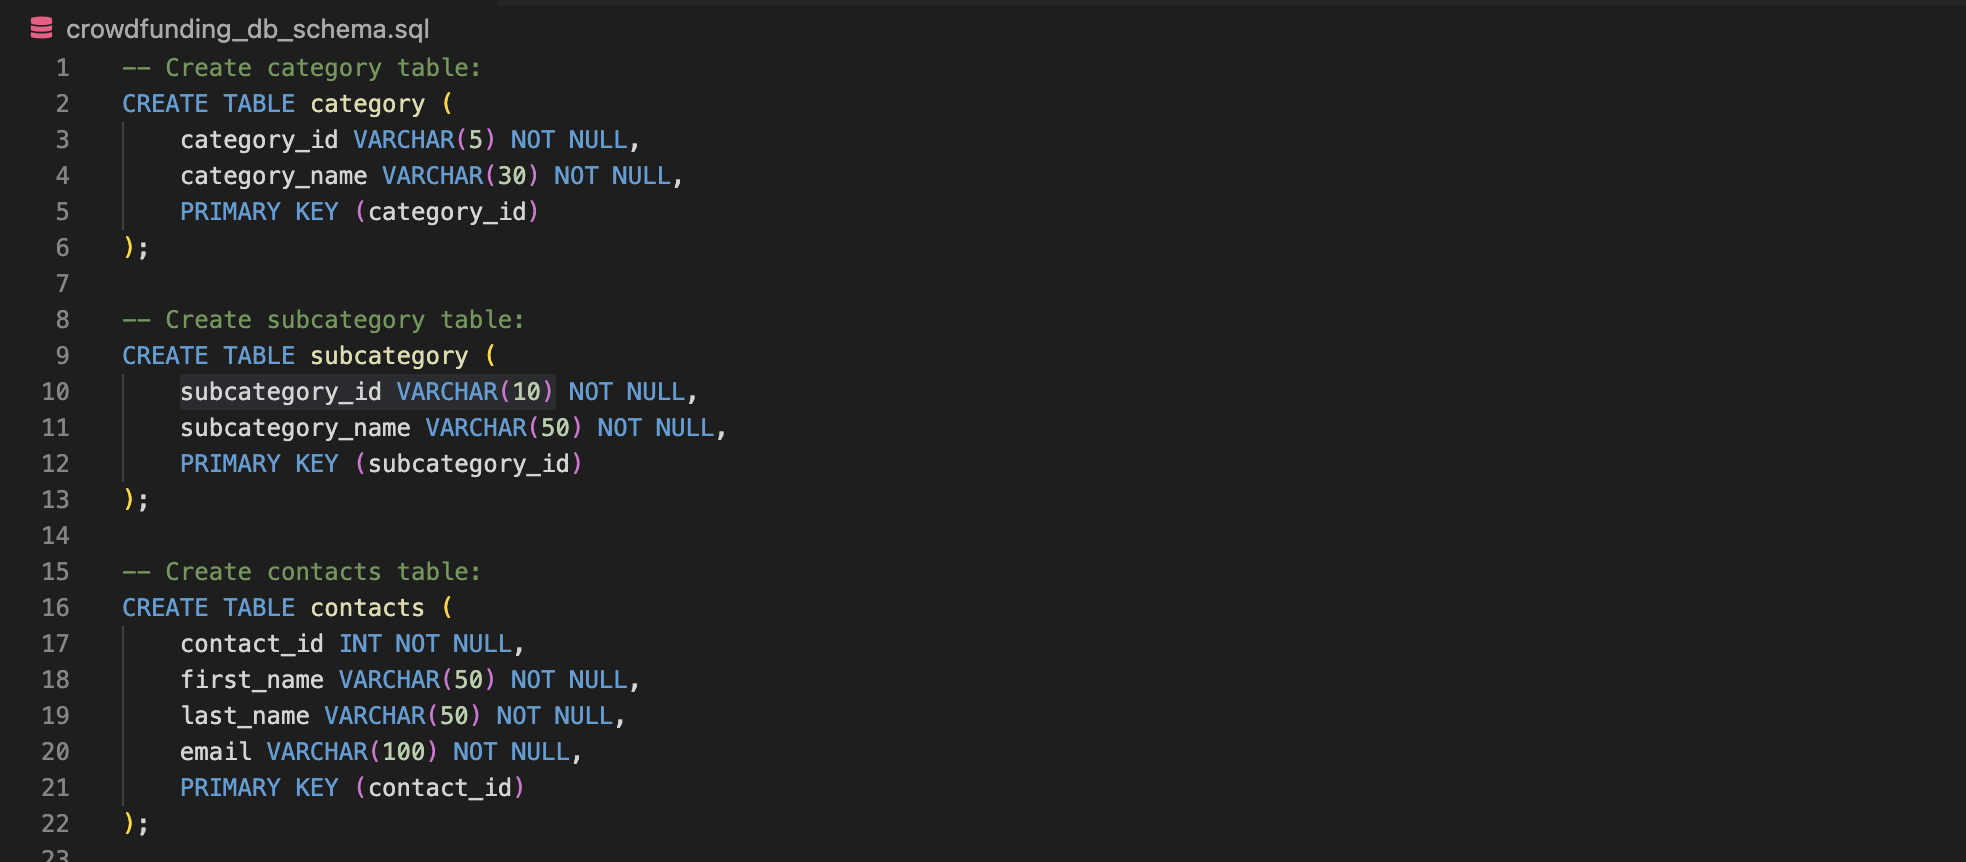 crowdfunding_db_schema.sql
1 -- Create category table:
2 CREATE TABLE category (
3 category_id VARCHAR(5) NOT NULL,
4 category_name VARCHAR(30) NOT NULL,
5 PRIMARY KEY (category_id)
6 );
7
8 -- Create subcategory table:
9 CREATE TABLE subcategory (
10 subcategory_id VARCHAR(10) NOT NULL,
11 subcategory_name VARCHAR(50) NOT NULL,
12 PRIMARY KEY (subcategory_id)
13 );
14
15 -- Create contacts table:
16 CREATE TABLE contacts (
17 contact_id INT NOT NULL,
18 first_name VARCHAR(50) NOT NULL,
19 last_name VARCHAR(50) NOT NULL,
20 email VARCHAR(100) NOT NULL,
21 PRIMARY KEY (contact_id)
22 );
23